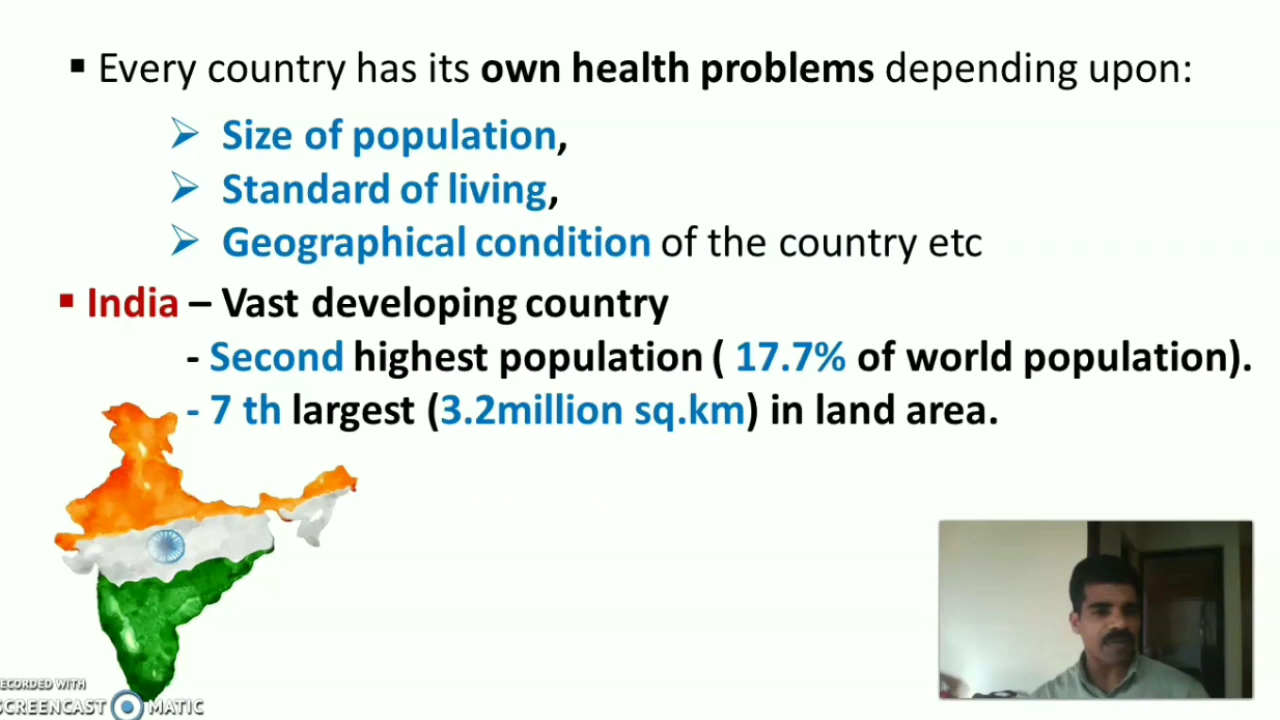 Every country has its own health problems depending upon:
Size of population,
Standard of living,
Geographical condition of the country etc
India – Vast developing country
- Second highest population ( 17.7% of world population).
- 7 th largest (3.2million sq.km) in land area.
ECORDED WITH
SCREENCAST MATIC